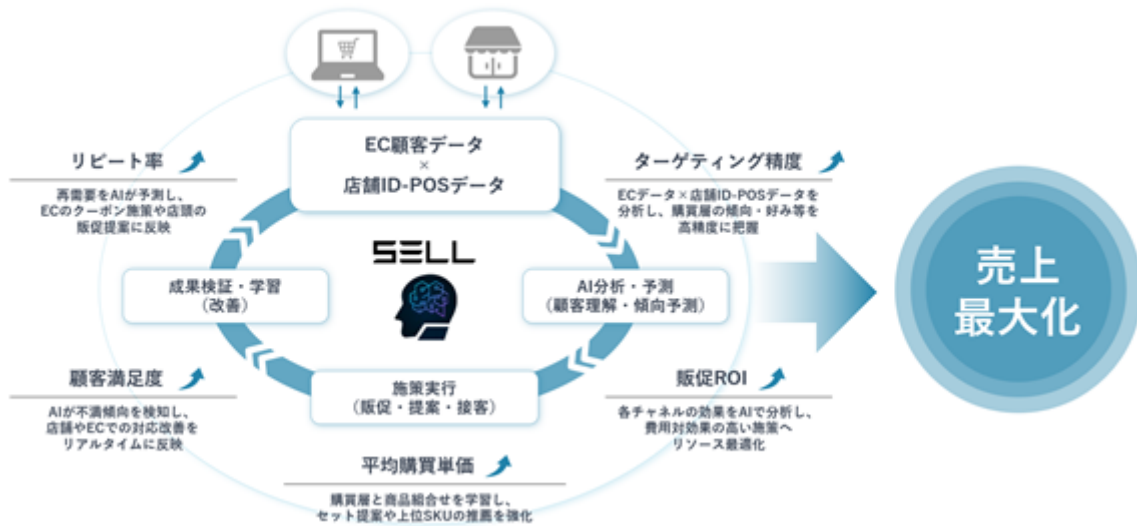 EC顧客データ
×
店舗ID-POSデータ
リピート率
再需要をAIが予測し、
ECのクーポン施策や店頭の
販促提案に反映
ターゲティング精度
ECデータ×店舗ID-POSデータを
分析し、購買層の傾向・好み等を
高精度に把握
SELL
成果検証・学習
（改善）
AI分析・予測
（顧客理解・傾向予測）
売上
最大化
顧客満足度
AIが不満傾向を検知し、
店舗やECでの対応改善を
リアルタイムに反映
施策実行
（販促・提案・接客）
販促ROI
各チャネルの効果をAIで分析し、
費用対効果の高い施策へ
リソース最適化
平均購買単価
購買層と商品組合せを学習し、
セット提案や上位SKUの推薦を強化